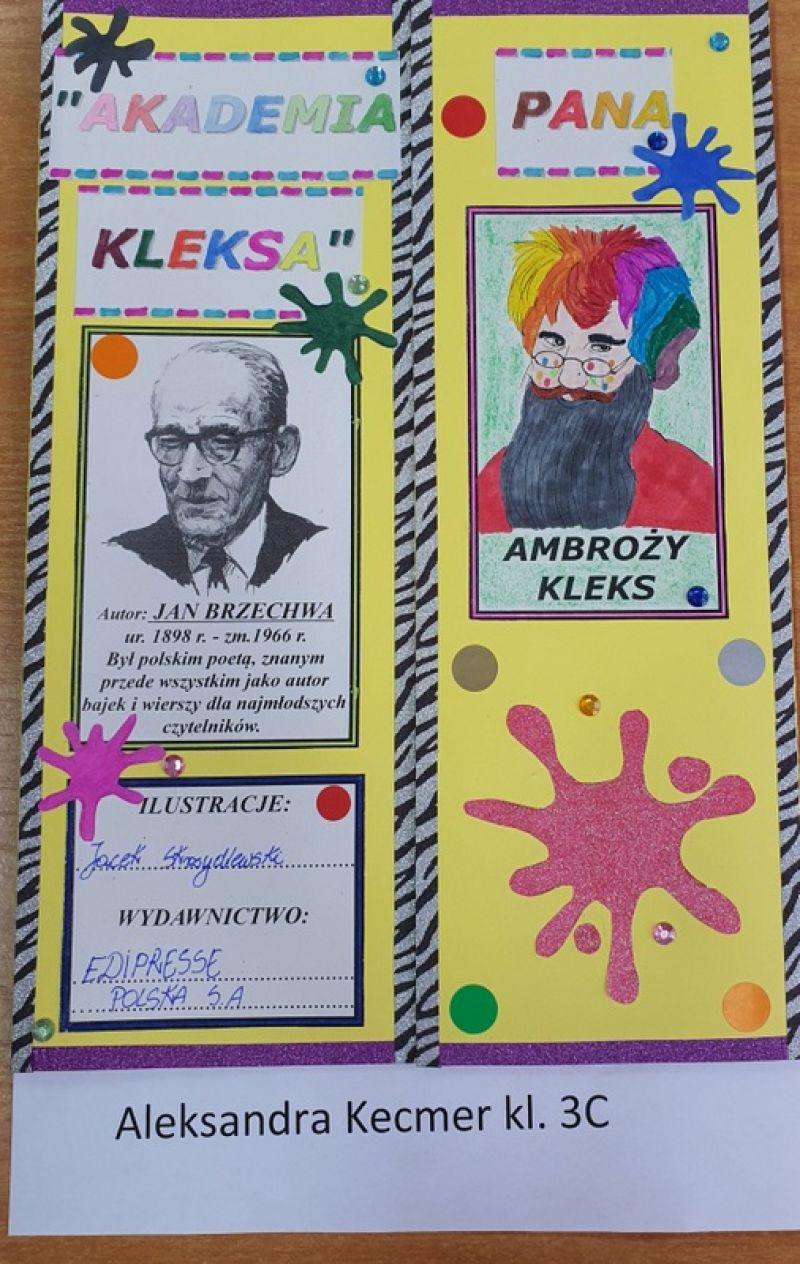 "AKADEMIA
PANA
KLEKSA"
Autor: JAN BRZECHWA
ur. 1898 r. - zm.1966 r.
Był polskim poetą, znanym
przede wszystkim jako autor
bajek i wierszy dla najmłodszych
czytelników.
ILUSTRACJE:
Jacek Skrzydlewski
WYDAWNICTWO:
EDIPRESSE
POLSKA S.A
AMBROŻY
KLEKS
Aleksandra Kecmer kl. 3C